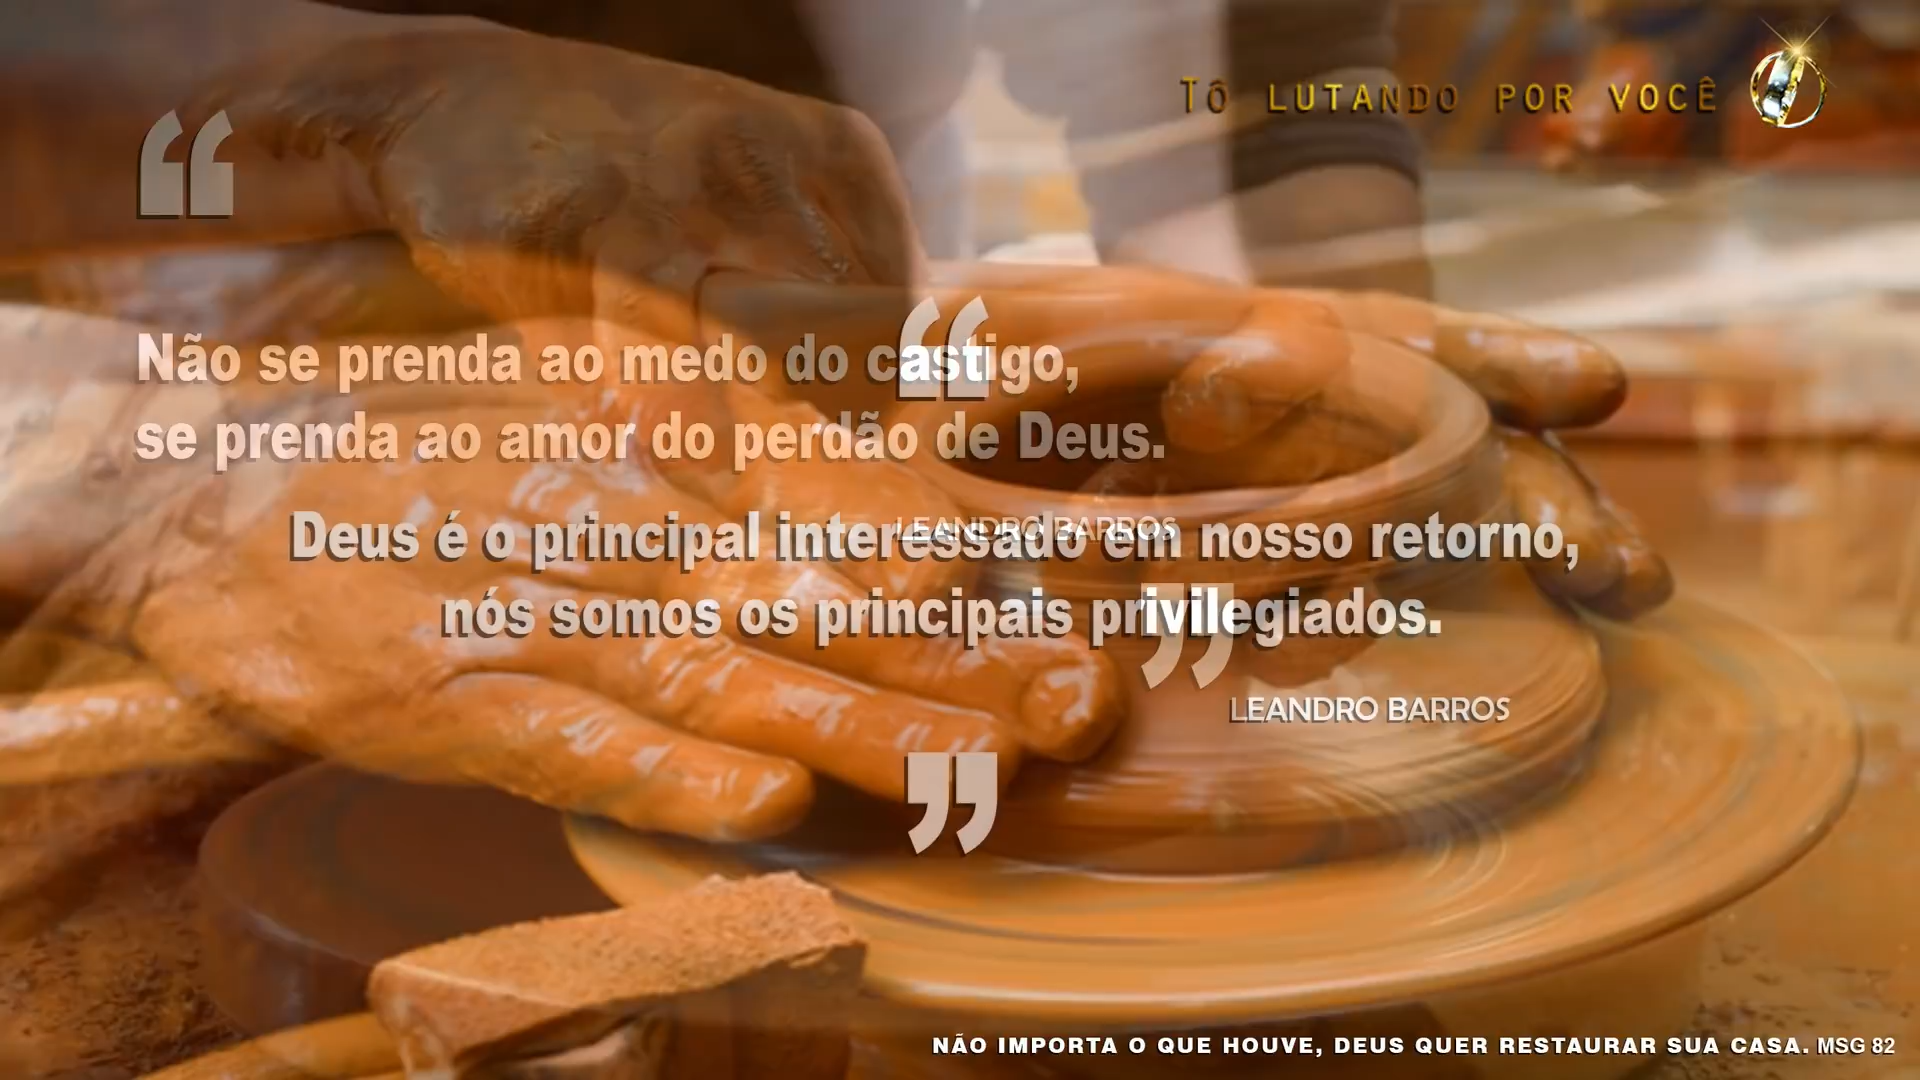 Tô LUTANDO POR VOCÊ
“
Não se prenda ao medo do castigo,
se prenda ao amor do perdão de Deus.
“
LEANDRO BARROS
Deus é o principal interessado em nosso retorno,
nós somos os principais privilegiados.
”
LEANDRO BARROS
”
NÃO IMPORTA O QUE HOUVE, DEUS QUER RESTAURAR SUA CASA. MSG 82